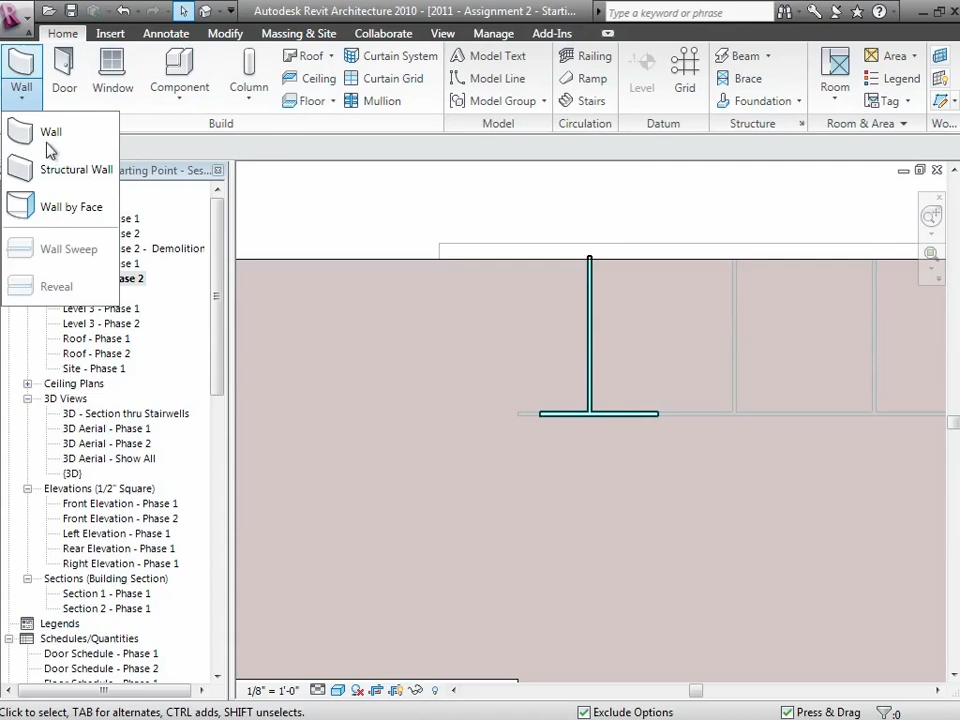 Autodesk Revit Architecture 2010 - [2011 - Assignment 2 - Starti...
Type a keyword or phrase
Home Insert Annotate Modify Massing & Site Collaborate View Manage Add-Ins
Wall Door Window Component Column
Roof Curtain System
Ceiling Curtain Grid
Floor Mullion
Model Text
Model Line
Model Group
Railing
Ramp
Stairs
Level Grid
Beam
Brace
Foundation
Room
Area
Legend
Tag
Build Model Circulation Datum Structure Room & Area Wo...
Wall
Structural Wall
Wall by Face
Wall Sweep
Reveal
arting Point - Ses...
se 1
se 2
se 2 - Demolition
se 1
ase 2
Level 3 - Phase 1
Level 3 - Phase 2
Roof - Phase 1
Roof - Phase 2
Site - Phase 1
Ceiling Plans
3D Views
3D - Section thru Stairwells
3D Aerial - Phase 1
3D Aerial - Phase 2
3D Aerial - Show All
{3D}
Elevations (1/2" Square)
Front Elevation - Phase 1
Front Elevation - Phase 2
Left Elevation - Phase 1
Rear Elevation - Phase 1
Right Elevation - Phase 1
Sections (Building Section)
Section 1 - Phase 1
Section 2 - Phase 1
Legends
Schedules/Quantities
Door Schedule - Phase 1
Door Schedule - Phase 2
1/8" = 1'-0"
Click to select, TAB for alternates, CTRL adds, SHIFT unselects.
Exclude Options
Press & Drag
:0